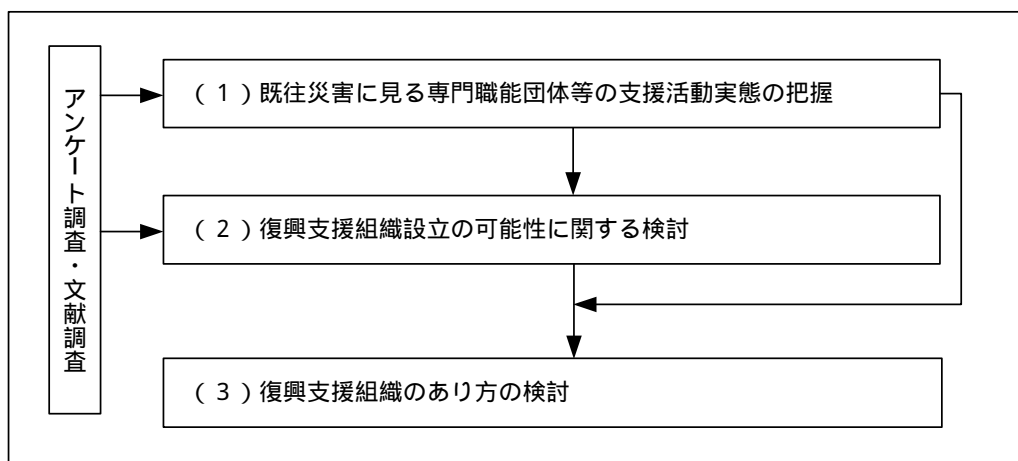 アンケート調査・文献調査
(1)既往災害に見る専門職能団体等の支援活動実態の把握
(2)復興支援組織設立の可能性に関する検討
(3)復興支援組織のあり方の検討